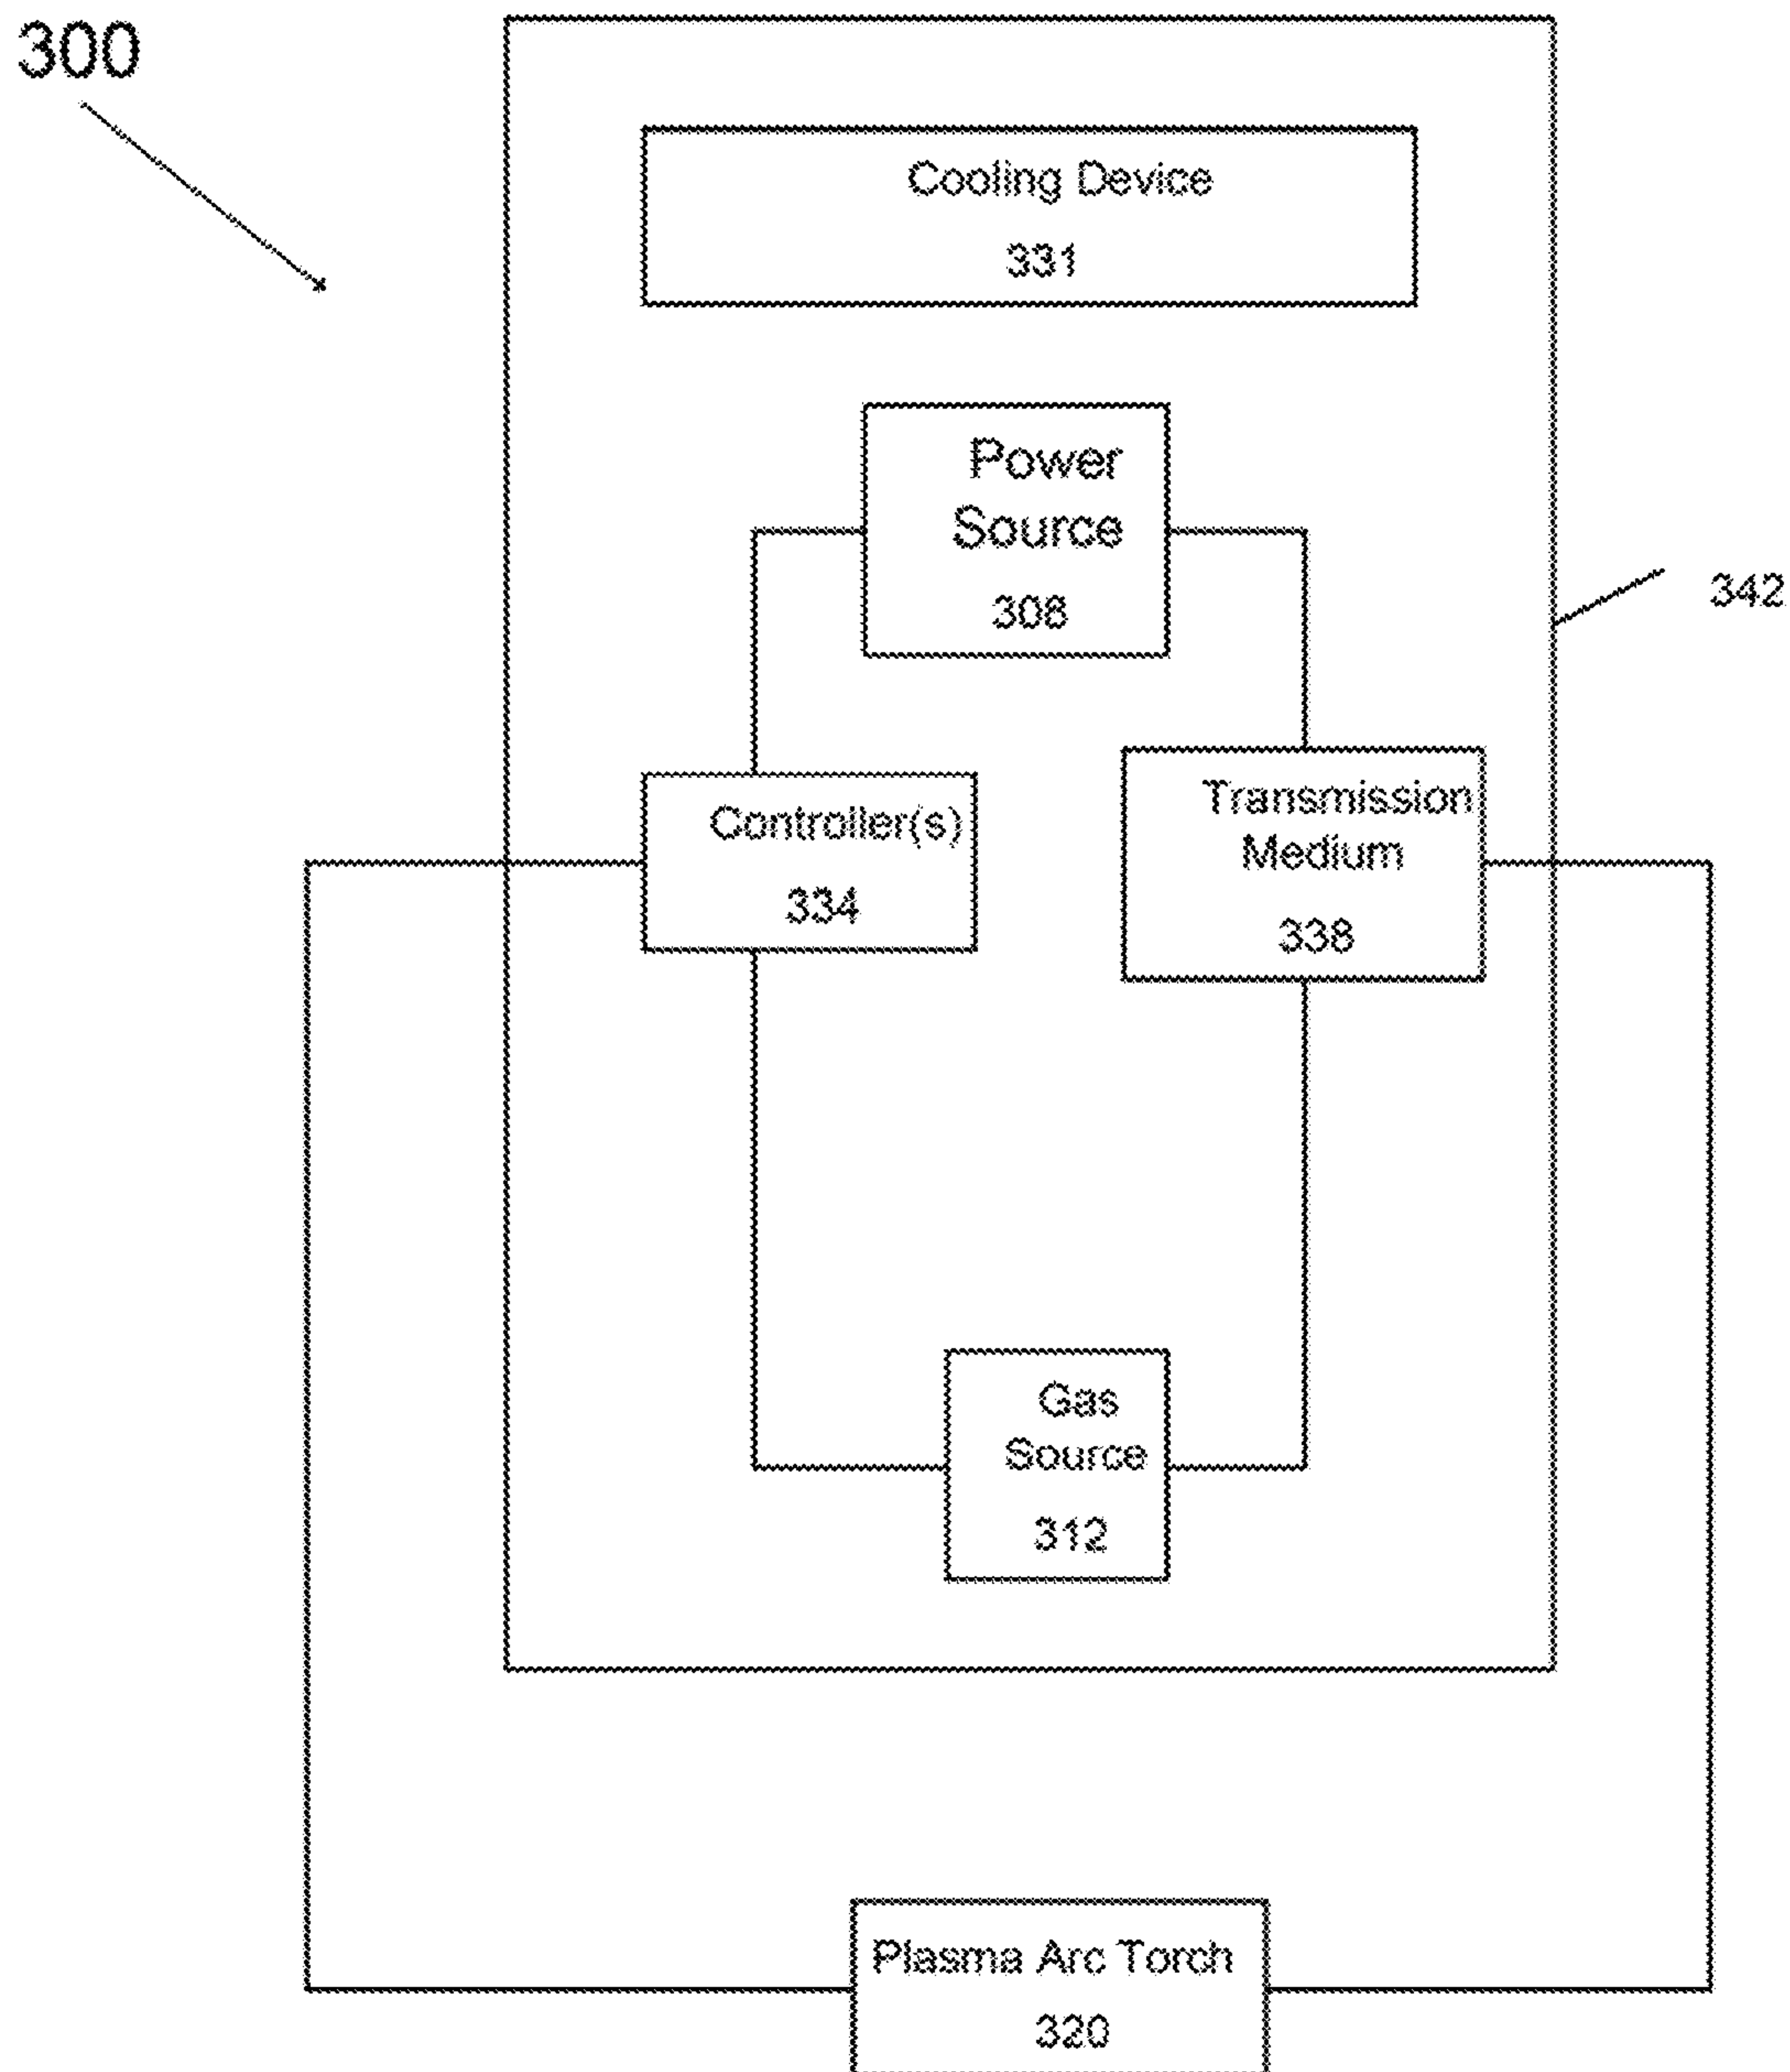 300
Cooling Device
331
Power
Source
308
342
Controller(s)
334
Transmission
Medium
338
Gas
Source
312
Plasma Arc Torch
320